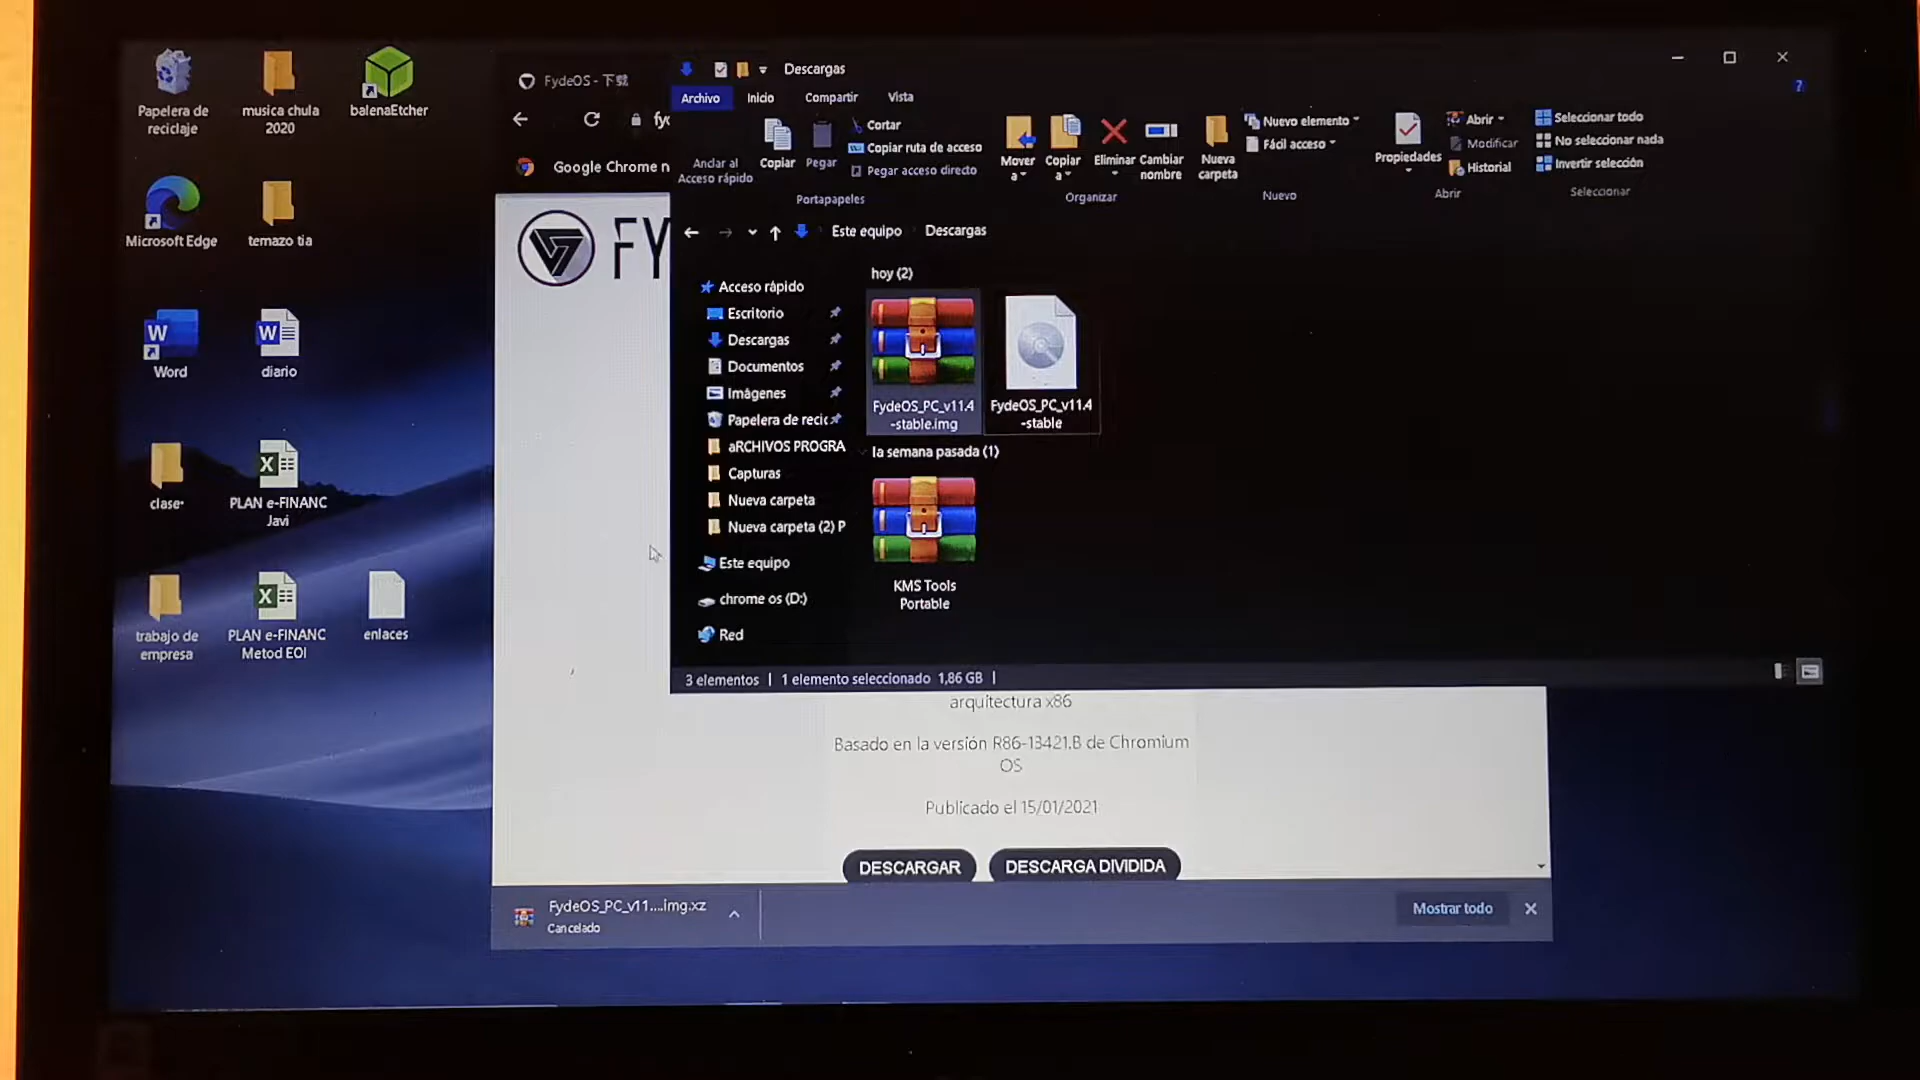 Papelera de
reciclaje
musica chula
2020
balenaEtcher
Microsoft Edge
temazo tia
Word
diario
clase
PLAN e-FINANC
Javi
trabajo de
empresa
PLAN e-FINANC
Metod EOI
enlaces
FydeOS - 下载
Google Chrome n
FY
Descargas
Archivo
Inicio
Compartir
Vista
Anclar al
Acceso rápido
Copiar
Pegar
Cortar
Copiar ruta de acceso
Pegar acceso directo
Portapapeles
Mover
a
Copiar
a
Eliminar
Cambiar
nombre
Organizar
Nueva
carpeta
Nuevo elemento
Fácil acceso
Nuevo
Propiedades
Abrir
Modificar
Historial
Abrir
Seleccionar todo
No seleccionar nada
Invertir selección
Seleccionar
Este equipo
Descargas
Acceso rápido
Escritorio
Descargas
Documentos
Imágenes
Papelera de recic
aRCHIVOS PROGRA
Capturas
Nueva carpeta
Nueva carpeta (2) P
Este equipo
chrome os (D:)
Red
hoy (2)
FydeOS_PC_v11.4
-stable.img
FydeOS_PC_v11.4
-stable
la semana pasada (1)
KMS Tools
Portable
3 elementos
1 elemento seleccionado 1,86 GB
arquitectura x86
Basado en la versión R86-13421.B de Chromium
OS
Publicado el 15/01/2021
DESCARGAR
DESCARGA DIVIDIDA
FydeOS_PC_v11....img.xz
Cancelado
Mostrar todo